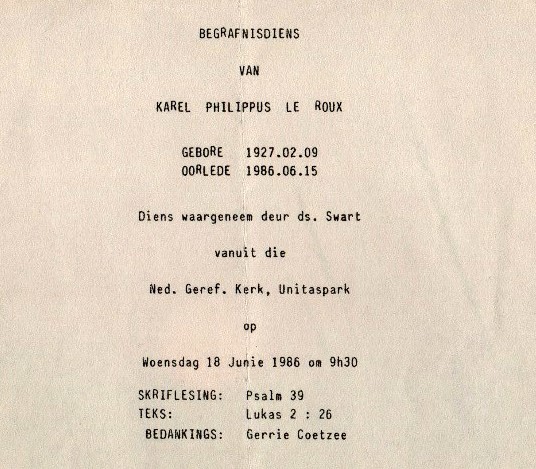 BEGRAFNISDIENS
VAN
KAREL PHILIPPUS LE ROUX
GEBORE 1927.02.09
OORLEDE 1986.06.15
Diens waargeneem deur ds. Swart
vanuit die
Ned. Geref. Kerk, Unitaspark
op
Woensdag 18 Junie 1986 om 9h30
SKRIFLESING: Psalm 39
TEKS: Lukas 2 : 26
BEDANKINGS: Gerrie Coetzee